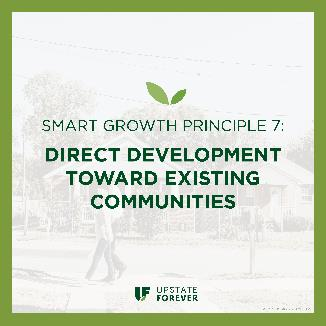 SMART GROWTH PRINCIPLE 7:
DIRECT DEVELOPMENT
TOWARD EXISTING
COMMUNITIES
UPSTATE
FOREVER